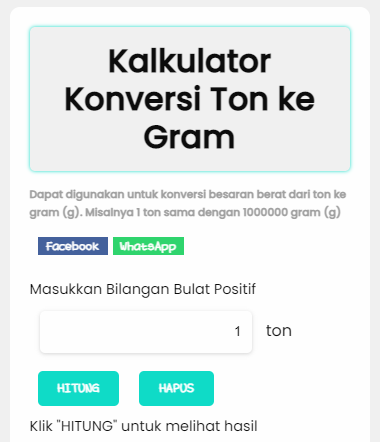 Kalkulator
Konversi Ton ke
Gram
Dapat digunakan untuk konversi besaran berat dari ton ke
gram (g). Misalnya 1 ton sama dengan 1000000 gram (g)
Facebook WhatsApp
Masukkan Bilangan Bulat Positif
1 ton
HITUNG HAPUS
Klik "HITUNG" untuk melihat hasil